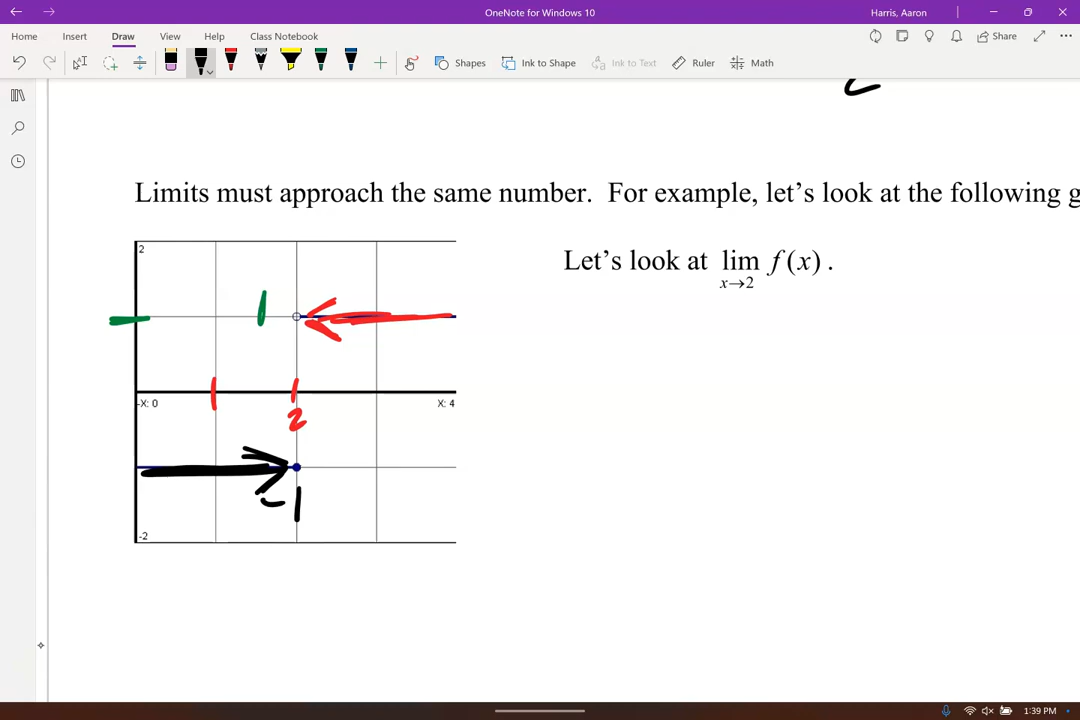 OneNote for Windows 10
Harris, Aaron
Home Insert Draw View Help Class Notebook
Share
Shapes Ink to Shape Ink to Text Ruler Math
2
Limits must approach the same number. For example, let's look at the following g
2
Let's look at lim f(x).
x→2
1
-X: 0 X: 4
2
-1
-2
1:39 PM